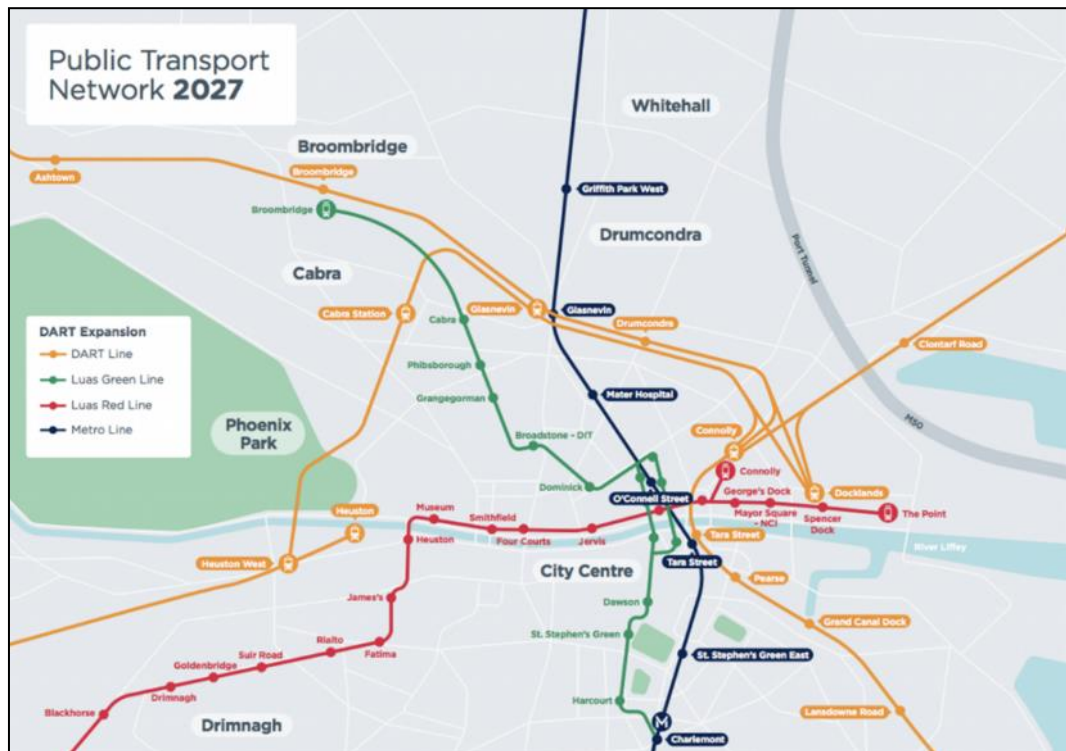 Public Transport
Network 2027
Whitehall
Broombridge
Ashtown
Broombridge
Griffith Park West
Broombridge
Drumcondra
Port Tunnel
Cabra
Cabra Station
Glasnevin
Glasnevin
Drumcondra
Clontarf Road
Cabra
DART Expansion
DART Line
Luas Green Line
Luas Red Line
Metro Line
Phibsborough
Grangegorman
Mater Hospital
Phoenix
Park
M50
Broadstone - DIT
Connolly
Connolly
Dominick
O'Connell Street
George's Dock
Docklands
Museum
Smithfield
Mayor Square
- NCI
Spencer
Dock
The Point
Heuston
Heuston
Four Courts
Jervis
Tara Street
River Liffey
Heuston West
City Centre
Tara Street
Pearse
James's
Dawson
Grand Canal Dock
St. Stephen's Green
Rialto
Fatima
Suir Road
Goldenbridge
St. Stephen's Green East
Drimnagh
Harcourt
Blackhorse
Lansdowne Road
Drimnagh
M
Charlemont